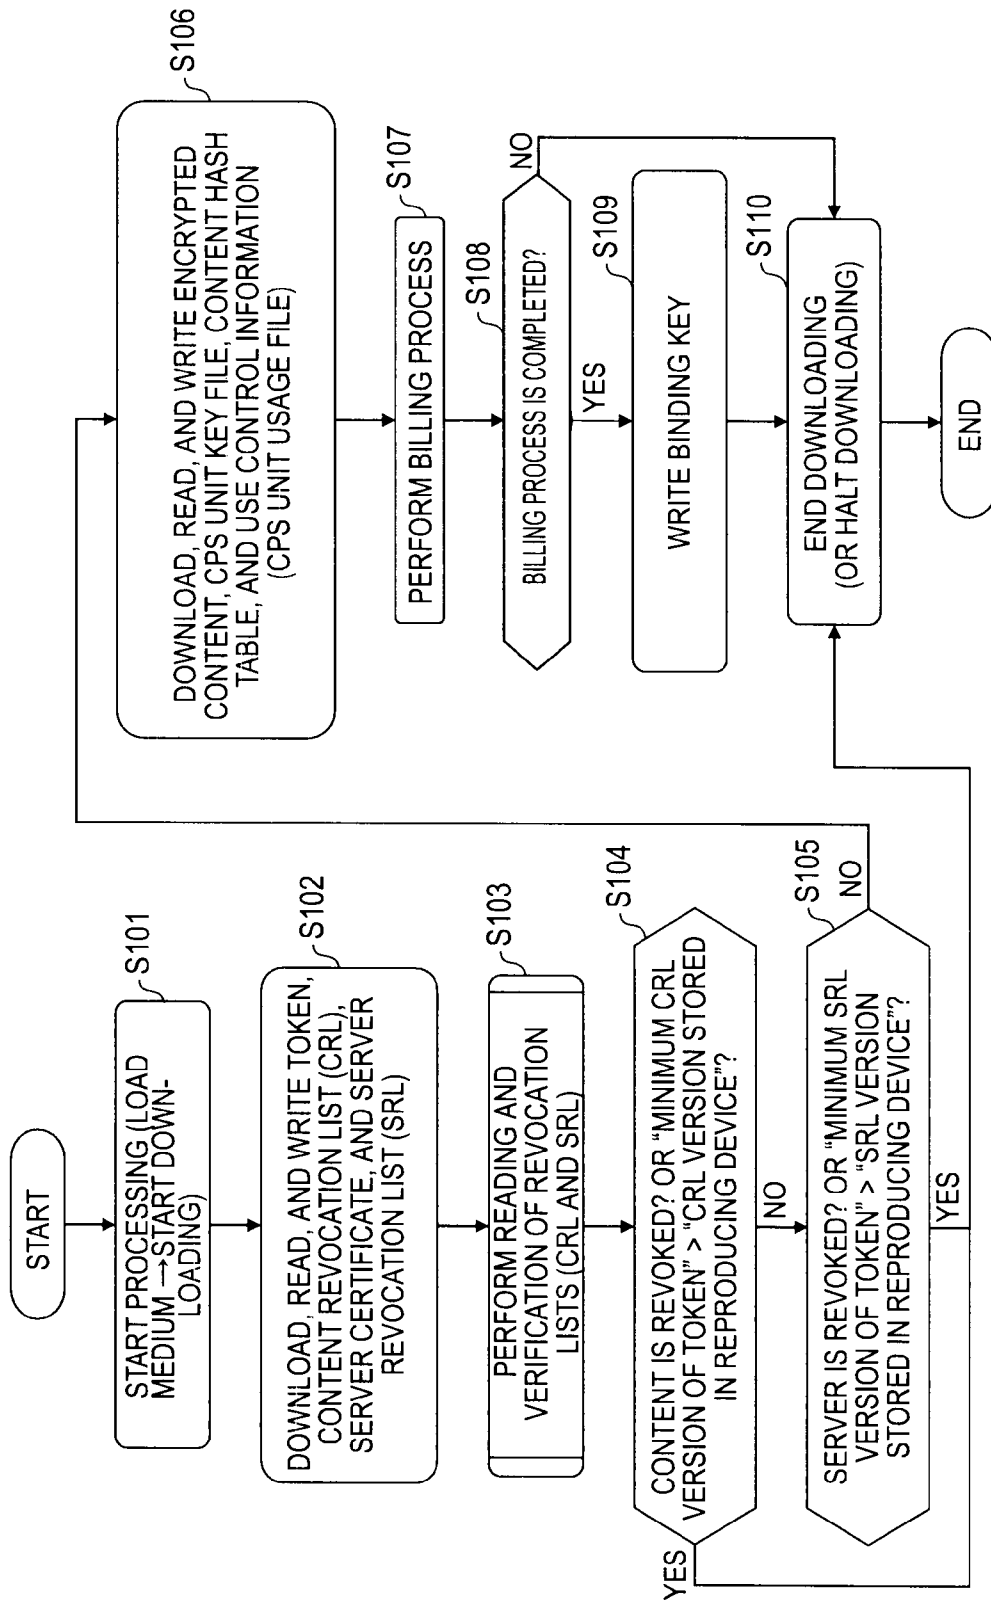 START
START PROCESSING (LOAD
MEDIUM →START DOWN-
LOADING)
S101
DOWNLOAD, READ, AND WRITE TOKEN,
CONTENT REVOCATION LIST (CRL),
SERVER CERTIFICATE, AND SERVER
REVOCATION LIST (SRL)
S102
PERFORM READING AND
VERIFICATION OF REVOCATION
LISTS (CRL AND SRL)
S103
CONTENT IS REVOKED? OR “MINIMUM CRL
VERSION OF TOKEN” > “CRL VERSION STORED
IN REPRODUCING DEVICE”?
S104
YES
NO
SERVER IS REVOKED? OR “MINIMUM SRL
VERSION OF TOKEN” > “SRL VERSION
STORED IN REPRODUCING DEVICE”?
S105
NO
YES
DOWNLOAD, READ, AND WRITE ENCRYPTED
CONTENT, CPS UNIT KEY FILE, CONTENT HASH
TABLE, AND USE CONTROL INFORMATION
(CPS UNIT USAGE FILE)
S106
PERFORM BILLING PROCESS
S107
BILLING PROCESS IS COMPLETED?
S108
NO
YES
WRITE BINDING KEY
S109
END DOWNLOADING
(OR HALT DOWNLOADING)
S110
END